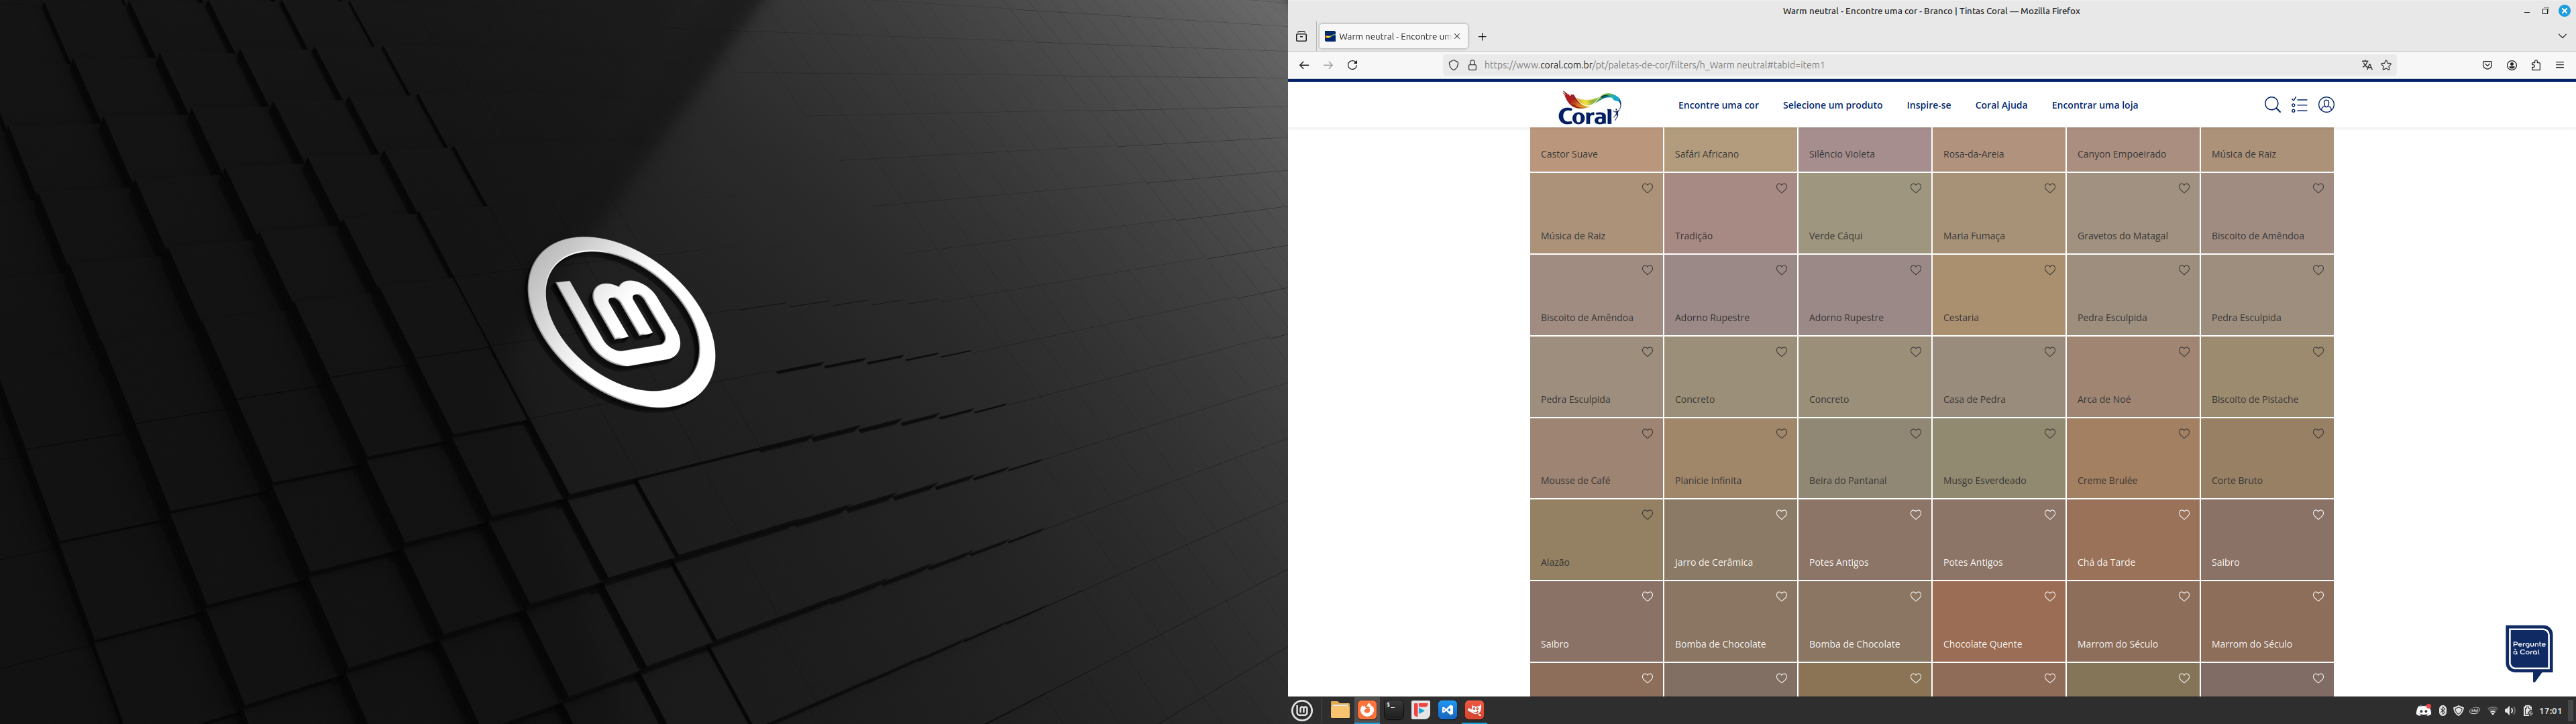 Warm neutral - Encontre uma cor - Branco | Tintas Coral — Mozilla Firefox
Warm neutral - Encontre um
https://www.coral.com.br/pt/paletas-de-cor/filters/h_Warm neutral#tabId=item1
Coral
Encontre uma cor
Selecione um produto
Inspire-se
Coral Ajuda
Encontrar uma loja
Castor Suave
Safári Africano
Silêncio Violeta
Rosa-da-Areia
Canyon Empoeirado
Música de Raiz
Música de Raiz
Tradição
Verde Cáqui
Maria Fumaça
Gravetos do Matagal
Biscoito de Amêndoa
Biscoito de Amêndoa
Adorno Rupestre
Adorno Rupestre
Cestaria
Pedra Esculpida
Pedra Esculpida
Pedra Esculpida
Concreto
Concreto
Casa de Pedra
Arca de Noé
Biscoito de Pistache
Mousse de Café
Planície Infinita
Beira do Pantanal
Musgo Esverdeado
Creme Brulée
Corte Bruto
Alazão
Jarro de Cerâmica
Potes Antigos
Potes Antigos
Chá da Tarde
Saibro
Saibro
Bomba de Chocolate
Bomba de Chocolate
Chocolate Quente
Marrom do Século
Marrom do Século
Pergunte
à Coral
17:01